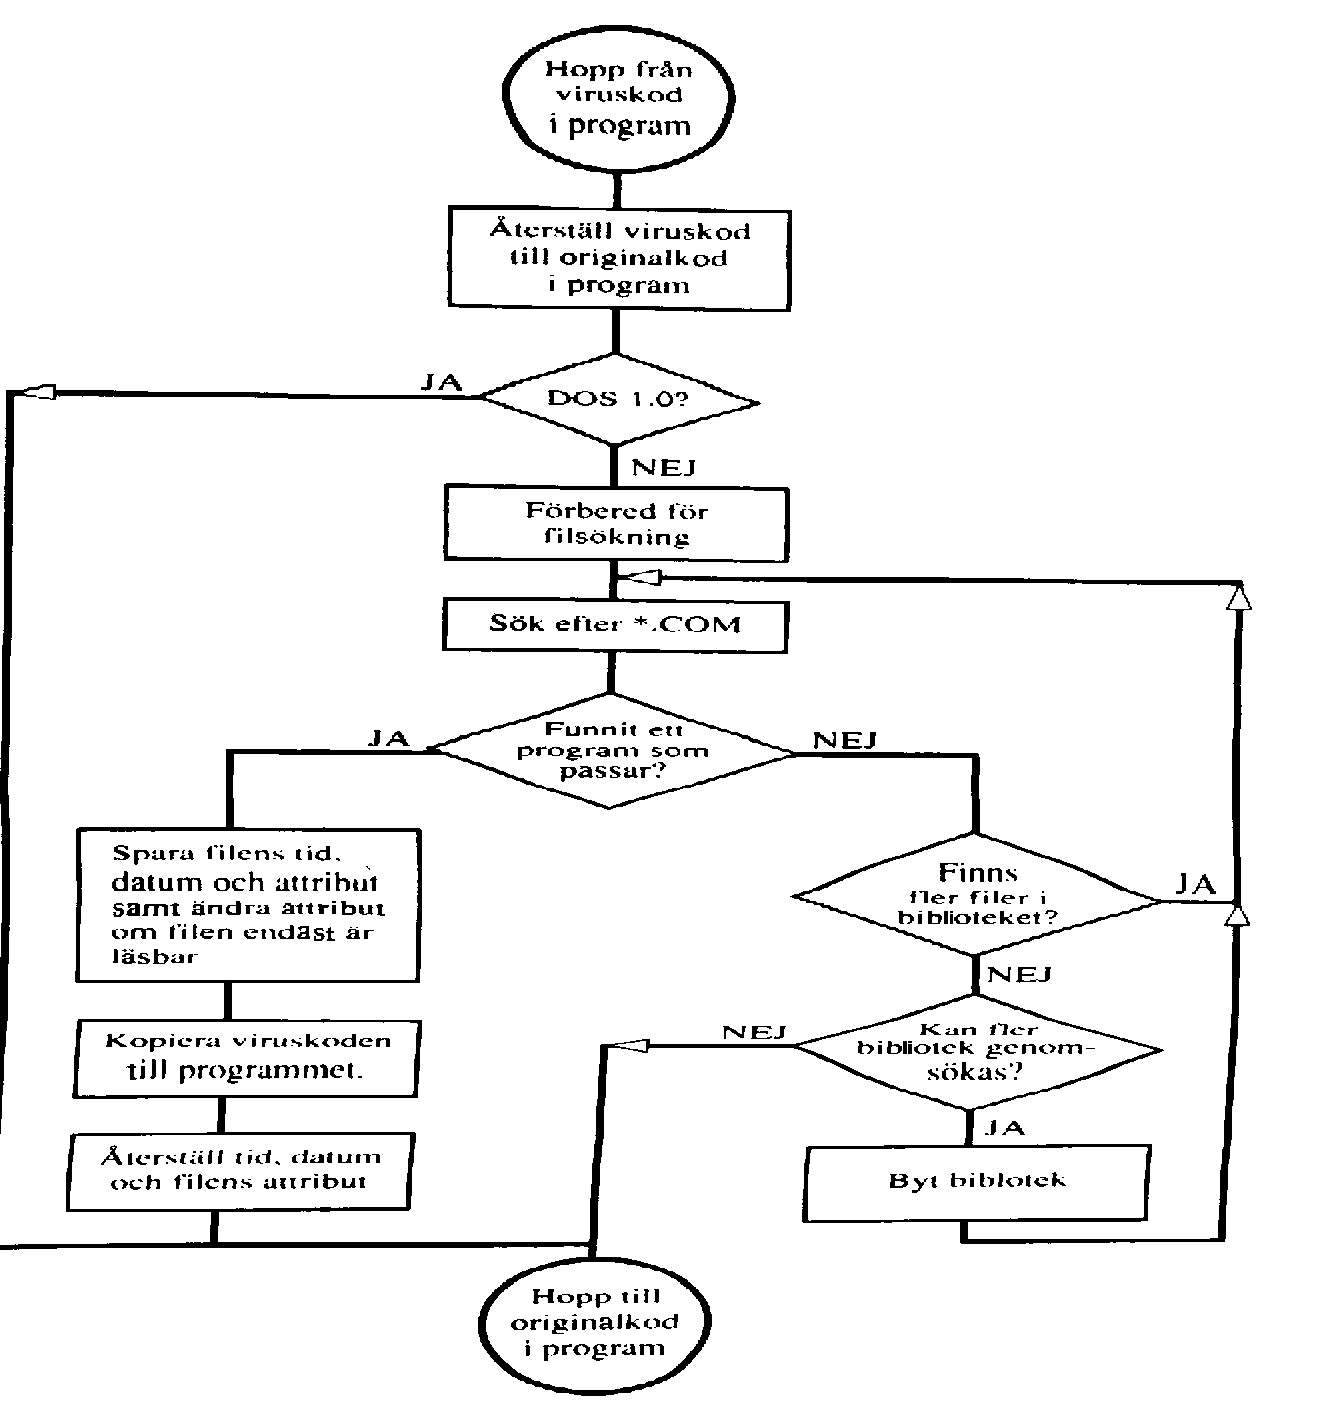 Hopp från
viruskod
i program
Återställ viruskod
till originalkod
i program
JA
DOS 1.0?
NEJ
Förbered för
filsökning
Sök efter *.COM
JA
Funnit ett
program som
passar?
NEJ
Spara filens tid,
datum och attribut
samt ändra attribut
om filen endast är
läsbar
Finns
fler filer i
biblioteket?
JA
NEJ
Kopiera viruskoden
till programmet.
NEJ
Kan fler
bibliotek genom-
sökas?
JA
Återställ tid, datum
och filens attribut
Byt biblotek
Hopp till
originalkod
i program